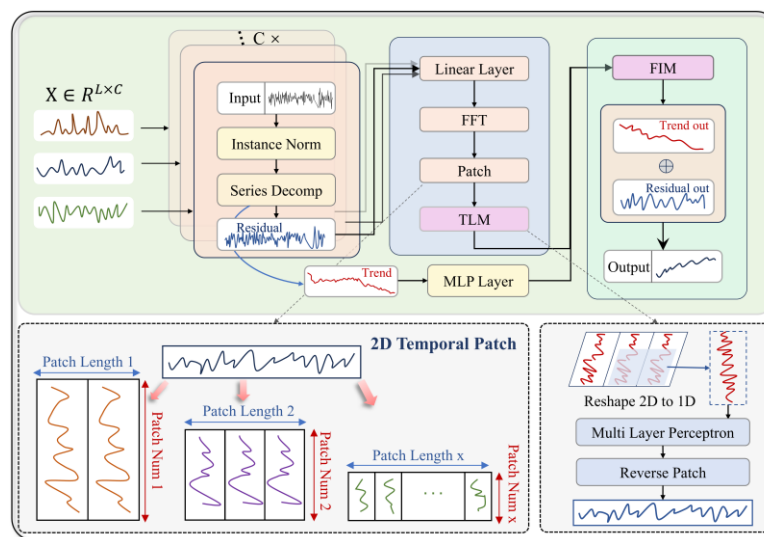 ⋮ C ×
X ∈ R^{L×C}
Input
Instance Norm
Series Decomp
Residual
Trend
MLP Layer
Linear Layer
FFT
Patch
TLM
FIM
Trend out
⊕
Residual out
Output
2D Temporal Patch
Patch Length 1
Patch Num 1
Patch Length 2
Patch Num 2
Patch Length x
Patch Num x
...
Reshape 2D to 1D
Multi Layer Perceptron
Reverse Patch